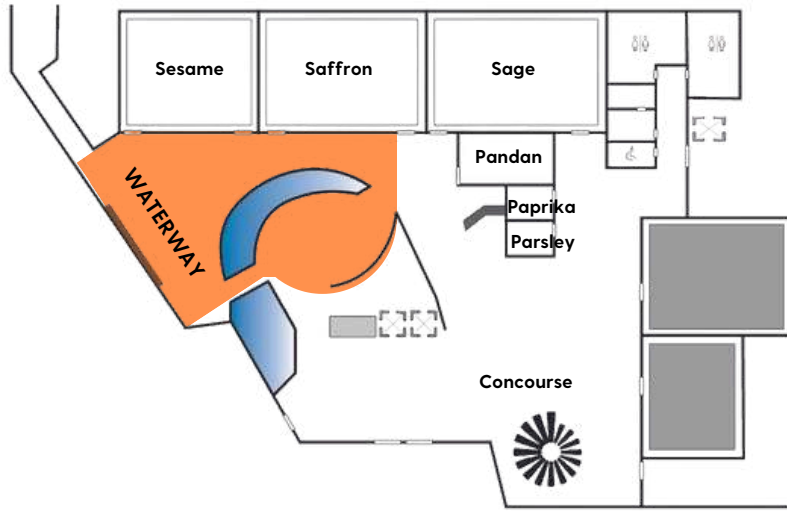 Sesame
Saffron
Sage
Pandan
WATERWAY
Paprika
Parsley
Concourse